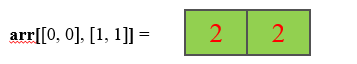 arr[[0, 0], [1, 1]] = 2 2